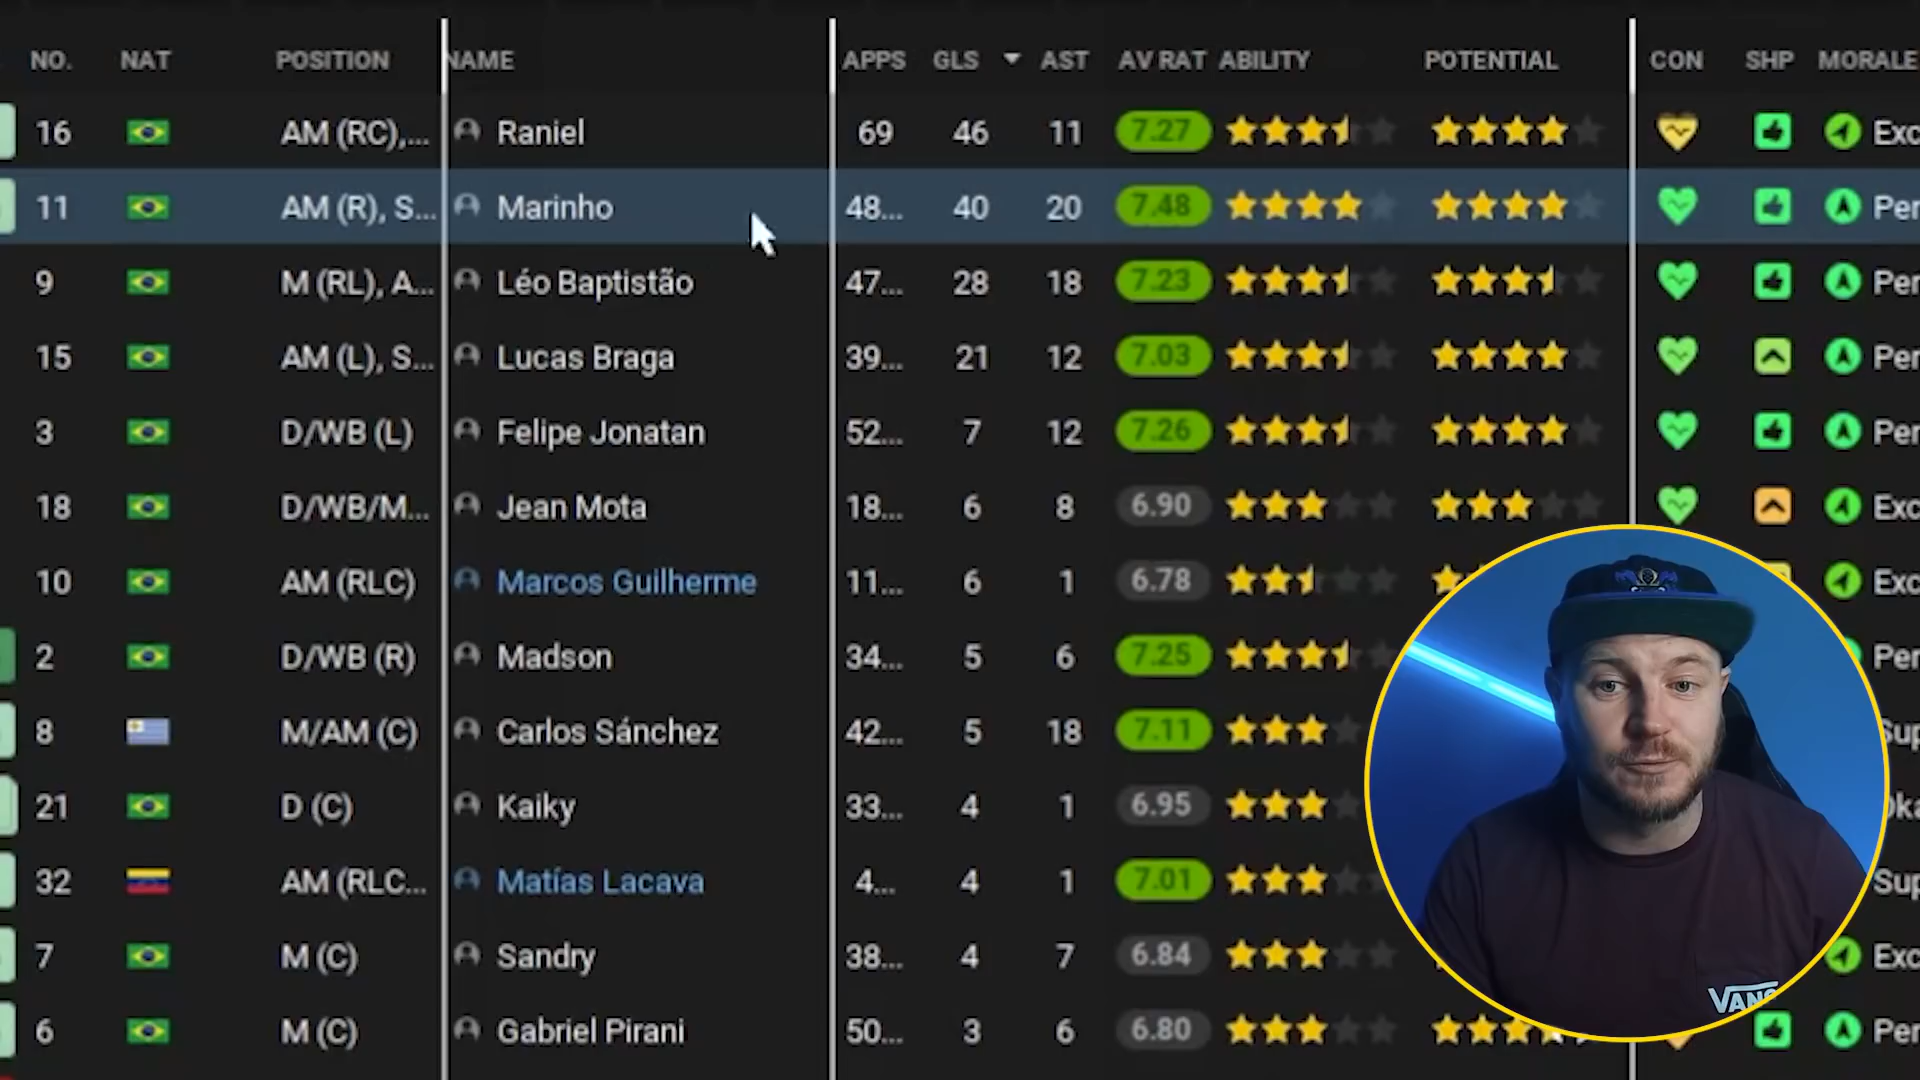 NO. NAT POSITION NAME APPS GLS AST AV RAT ABILITY POTENTIAL CON SHP MORALE
16 AM (RC),... Raniel 69 46 11 7.27 Exc
11 AM (R), S... Marinho 48... 40 20 7.48 Per
9 M (RL), A... Léo Baptistão 47... 28 18 7.23 Per
15 AM (L), S... Lucas Braga 39... 21 12 7.03 Per
3 D/WB (L) Felipe Jonatan 52... 7 12 7.26 Per
18 D/WB/M... Jean Mota 18... 6 8 6.90 Exc
10 AM (RLC) Marcos Guilherme 11... 6 1 6.78 Exc
2 D/WB (R) Madson 34... 5 6 7.25 Per
8 M/AM (C) Carlos Sánchez 42... 5 18 7.11 Sup
21 D (C) Kaiky 33... 4 1 6.95 Oka
32 AM (RLC... Matías Lacava 4... 4 1 7.01 Sup
7 M (C) Sandry 38... 4 7 6.84 Exc
VANS
6 M (C) Gabriel Pirani 50... 3 6 6.80 Per